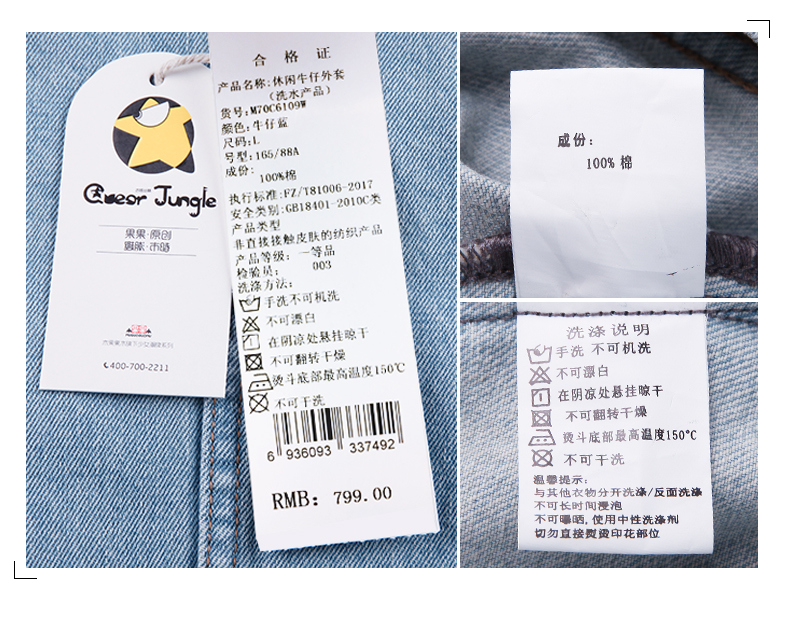 Queer Jungle
果果·原创
400-700-2211
合格证
产品名称:休闲牛仔外套
（洗水产品）
货号:M70C6109W
颜色:牛仔蓝
尺码:L
号型:165/88A
成份:
100%棉
执行标准:FZ/T81006-2017
安全类别:GB18401-2010C类
产品类型
非直接接触皮肤的纺织产品
产品等级: 一等品
检验员: 003
洗涤方法:
手洗不可机洗
不可漂白
在阴凉处悬挂晾干
不可翻转干燥
熨斗底部最高温度150℃
不可干洗
6 936093 337492
RMB: 799.00
成份:
100% 棉
洗涤说明
手洗 不可机洗
不可漂白
在阴凉处悬挂晾干
不可翻转干燥
熨斗底部最高温度150℃
不可干洗
温馨提示:
与其他衣物分开洗涤/反面洗涤
不可长时间浸泡
不可曝晒,使用中性洗涤剂
切勿直接熨烫印花部位